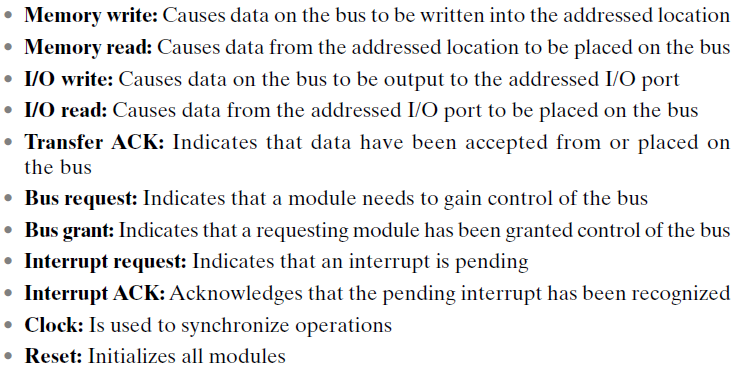 • Memory write: Causes data on the bus to be written into the addressed location
• Memory read: Causes data from the addressed location to be placed on the bus
• I/O write: Causes data on the bus to be output to the addressed I/O port
• I/O read: Causes data from the addressed I/O port to be placed on the bus
• Transfer ACK: Indicates that data have been accepted from or placed on
the bus
• Bus request: Indicates that a module needs to gain control of the bus
• Bus grant: Indicates that a requesting module has been granted control of the bus
• Interrupt request: Indicates that an interrupt is pending
• Interrupt ACK: Acknowledges that the pending interrupt has been recognized
• Clock: Is used to synchronize operations
• Reset: Initializes all modules